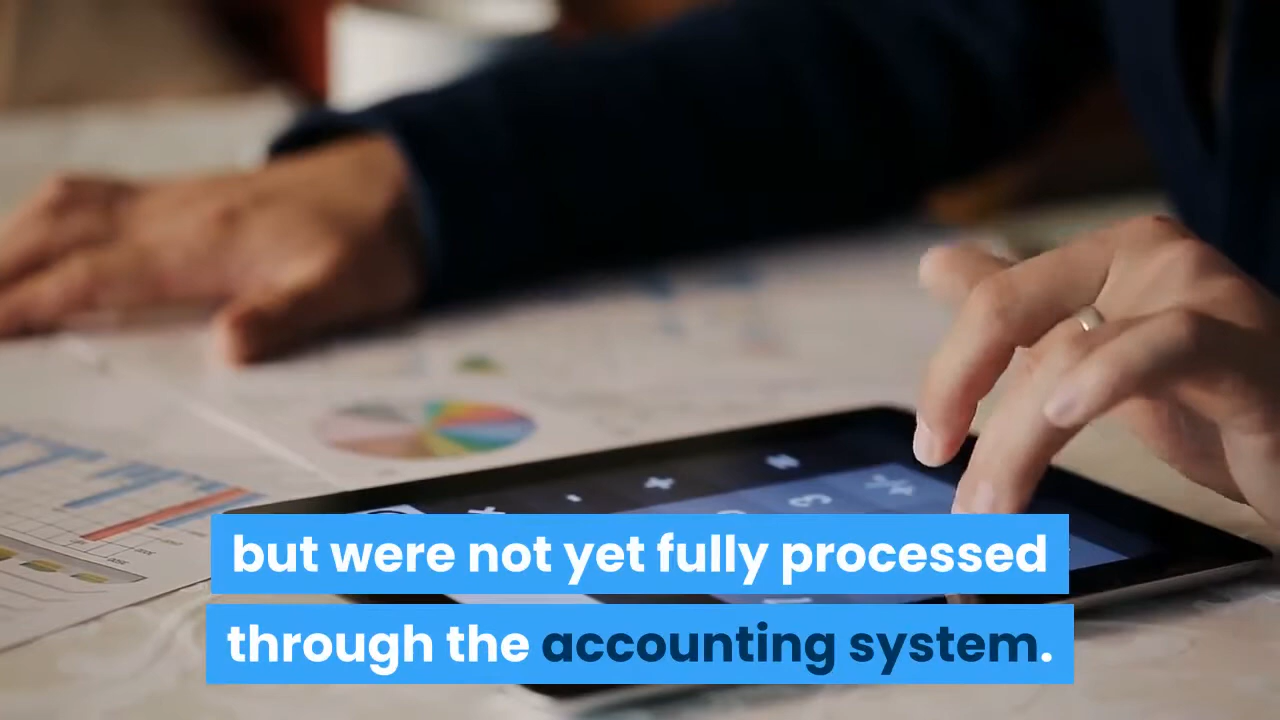 but were not yet fully processed
through the accounting system.